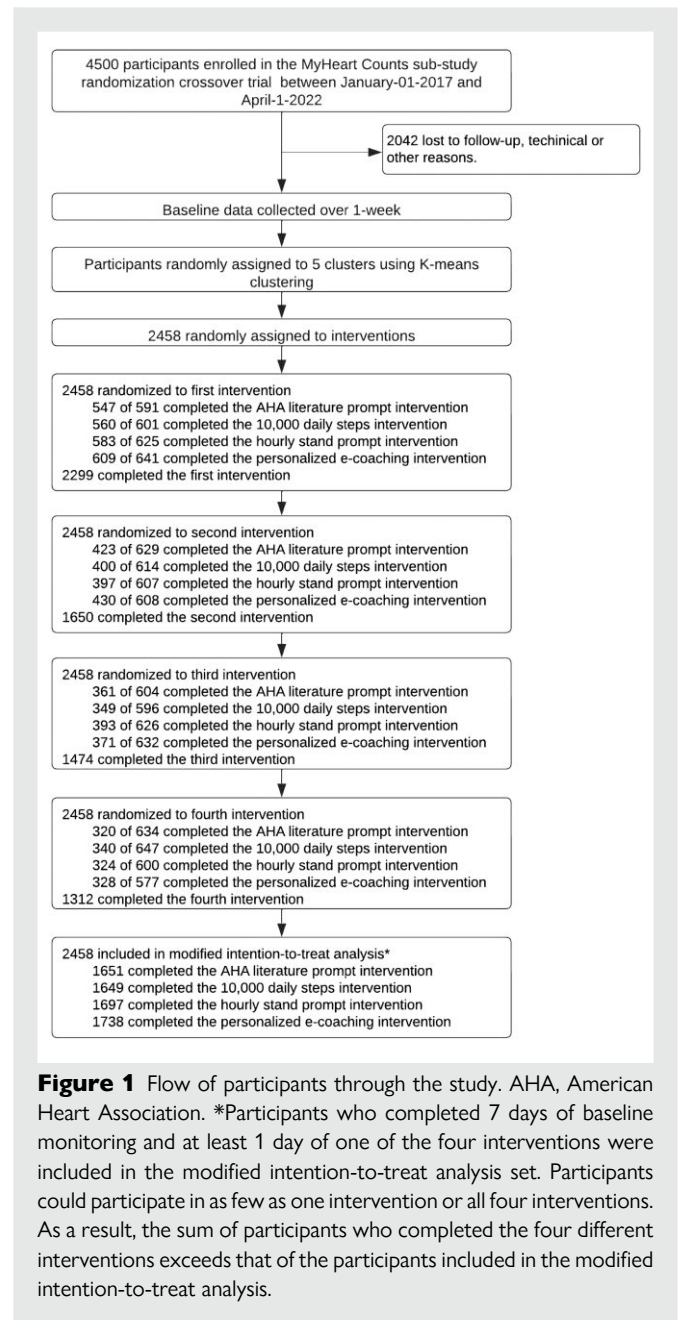 4500 participants enrolled in the MyHeart Counts sub-study
randomization crossover trial between January-01-2017 and
April-1-2022
2042 lost to follow-up, techinical or
other reasons.
Baseline data collected over 1-week
Participants randomly assigned to 5 clusters using K-means
clustering
2458 randomly assigned to interventions
2458 randomized to first intervention
547 of 591 completed the AHA literature prompt intervention
560 of 601 completed the 10,000 daily steps intervention
583 of 625 completed the hourly stand prompt intervention
609 of 641 completed the personalized e-coaching intervention
2299 completed the first intervention
2458 randomized to second intervention
423 of 629 completed the AHA literature prompt intervention
400 of 614 completed the 10,000 daily steps intervention
397 of 607 completed the hourly stand prompt intervention
430 of 608 completed the personalized e-coaching intervention
1650 completed the second intervention
2458 randomized to third intervention
361 of 604 completed the AHA literature prompt intervention
349 of 596 completed the 10,000 daily steps intervention
393 of 626 completed the hourly stand prompt intervention
371 of 632 completed the personalized e-coaching intervention
1474 completed the third intervention
2458 randomized to fourth intervention
320 of 634 completed the AHA literature prompt intervention
340 of 647 completed the 10,000 daily steps intervention
324 of 600 completed the hourly stand prompt intervention
328 of 577 completed the personalized e-coaching intervention
1312 completed the fourth intervention
2458 included in modified intention-to-treat analysis*
1651 completed the AHA literature prompt intervention
1649 completed the 10,000 daily steps intervention
1697 completed the hourly stand prompt intervention
1738 completed the personalized e-coaching intervention
Figure 1 Flow of participants through the study. AHA, American
Heart Association. *Participants who completed 7 days of baseline
monitoring and at least 1 day of one of the four interventions were
included in the modified intention-to-treat analysis set. Participants
could participate in as few as one intervention or all four interventions.
As a result, the sum of participants who completed the four different
interventions exceeds that of the participants included in the modified
intention-to-treat analysis.